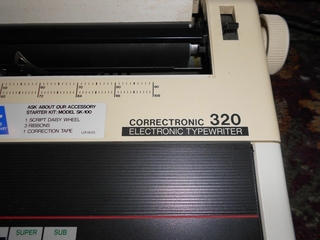 ASK ABOUT OUR ACCESSORY
STARTER KIT: MODEL SK-100
1 SCRIPT DAISY WHEEL
3 RIBBONS
1 CORRECTION TAPE
CORRECTRONIC 320
ELECTRONIC TYPEWRITER
SUPER
SUB